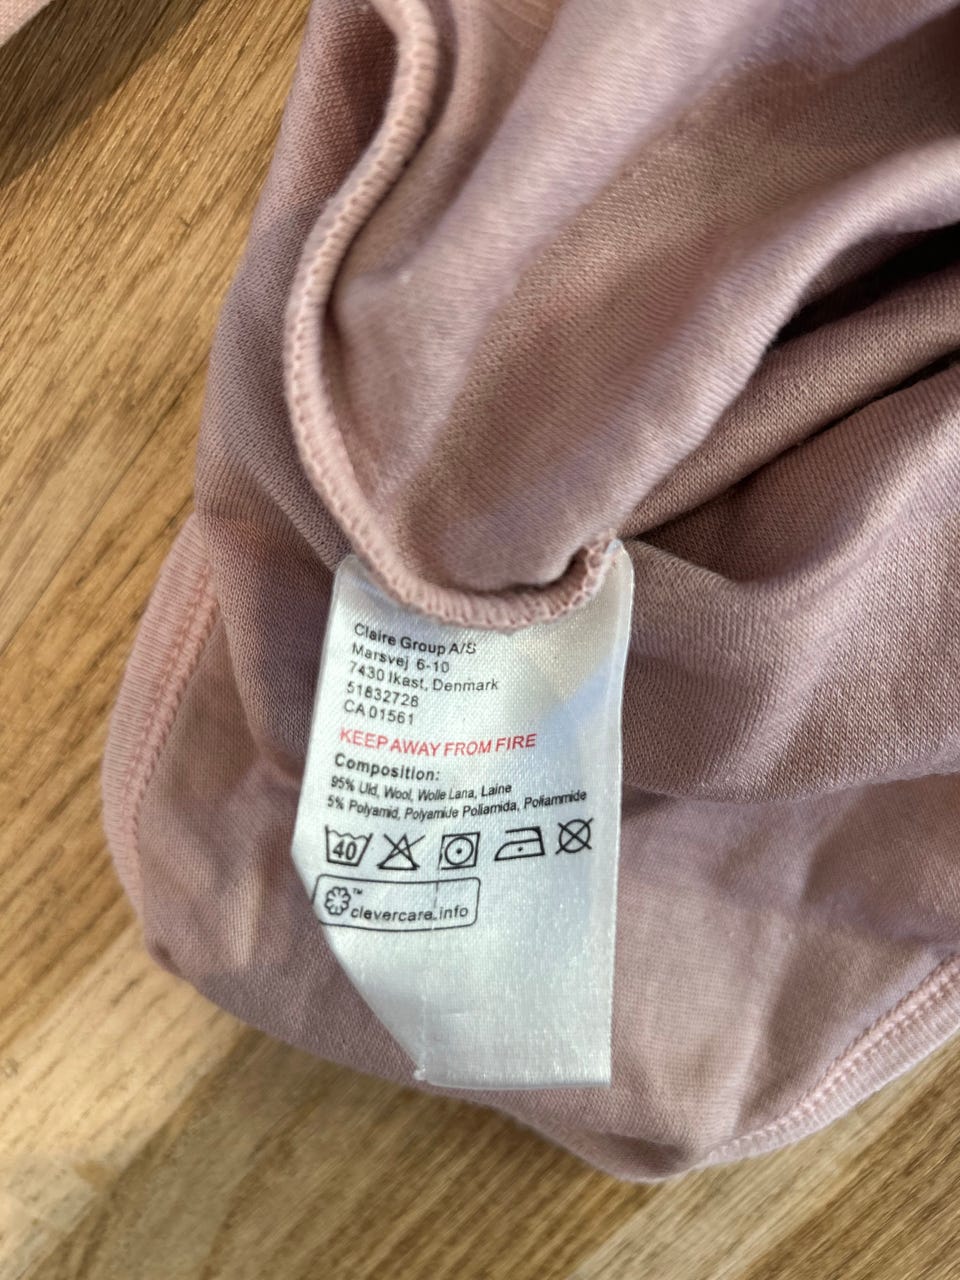 Claire Group A/S
Marsvej 6-10
7430 Ikast, Denmark
51832728
CA 01561
KEEP AWAY FROM FIRE
Composition:
95% Uld, Wool, Wolle Lana, Laine
5% Polyamid, Polyamide Poliamida, Poliammide
40
™
clevercare.info